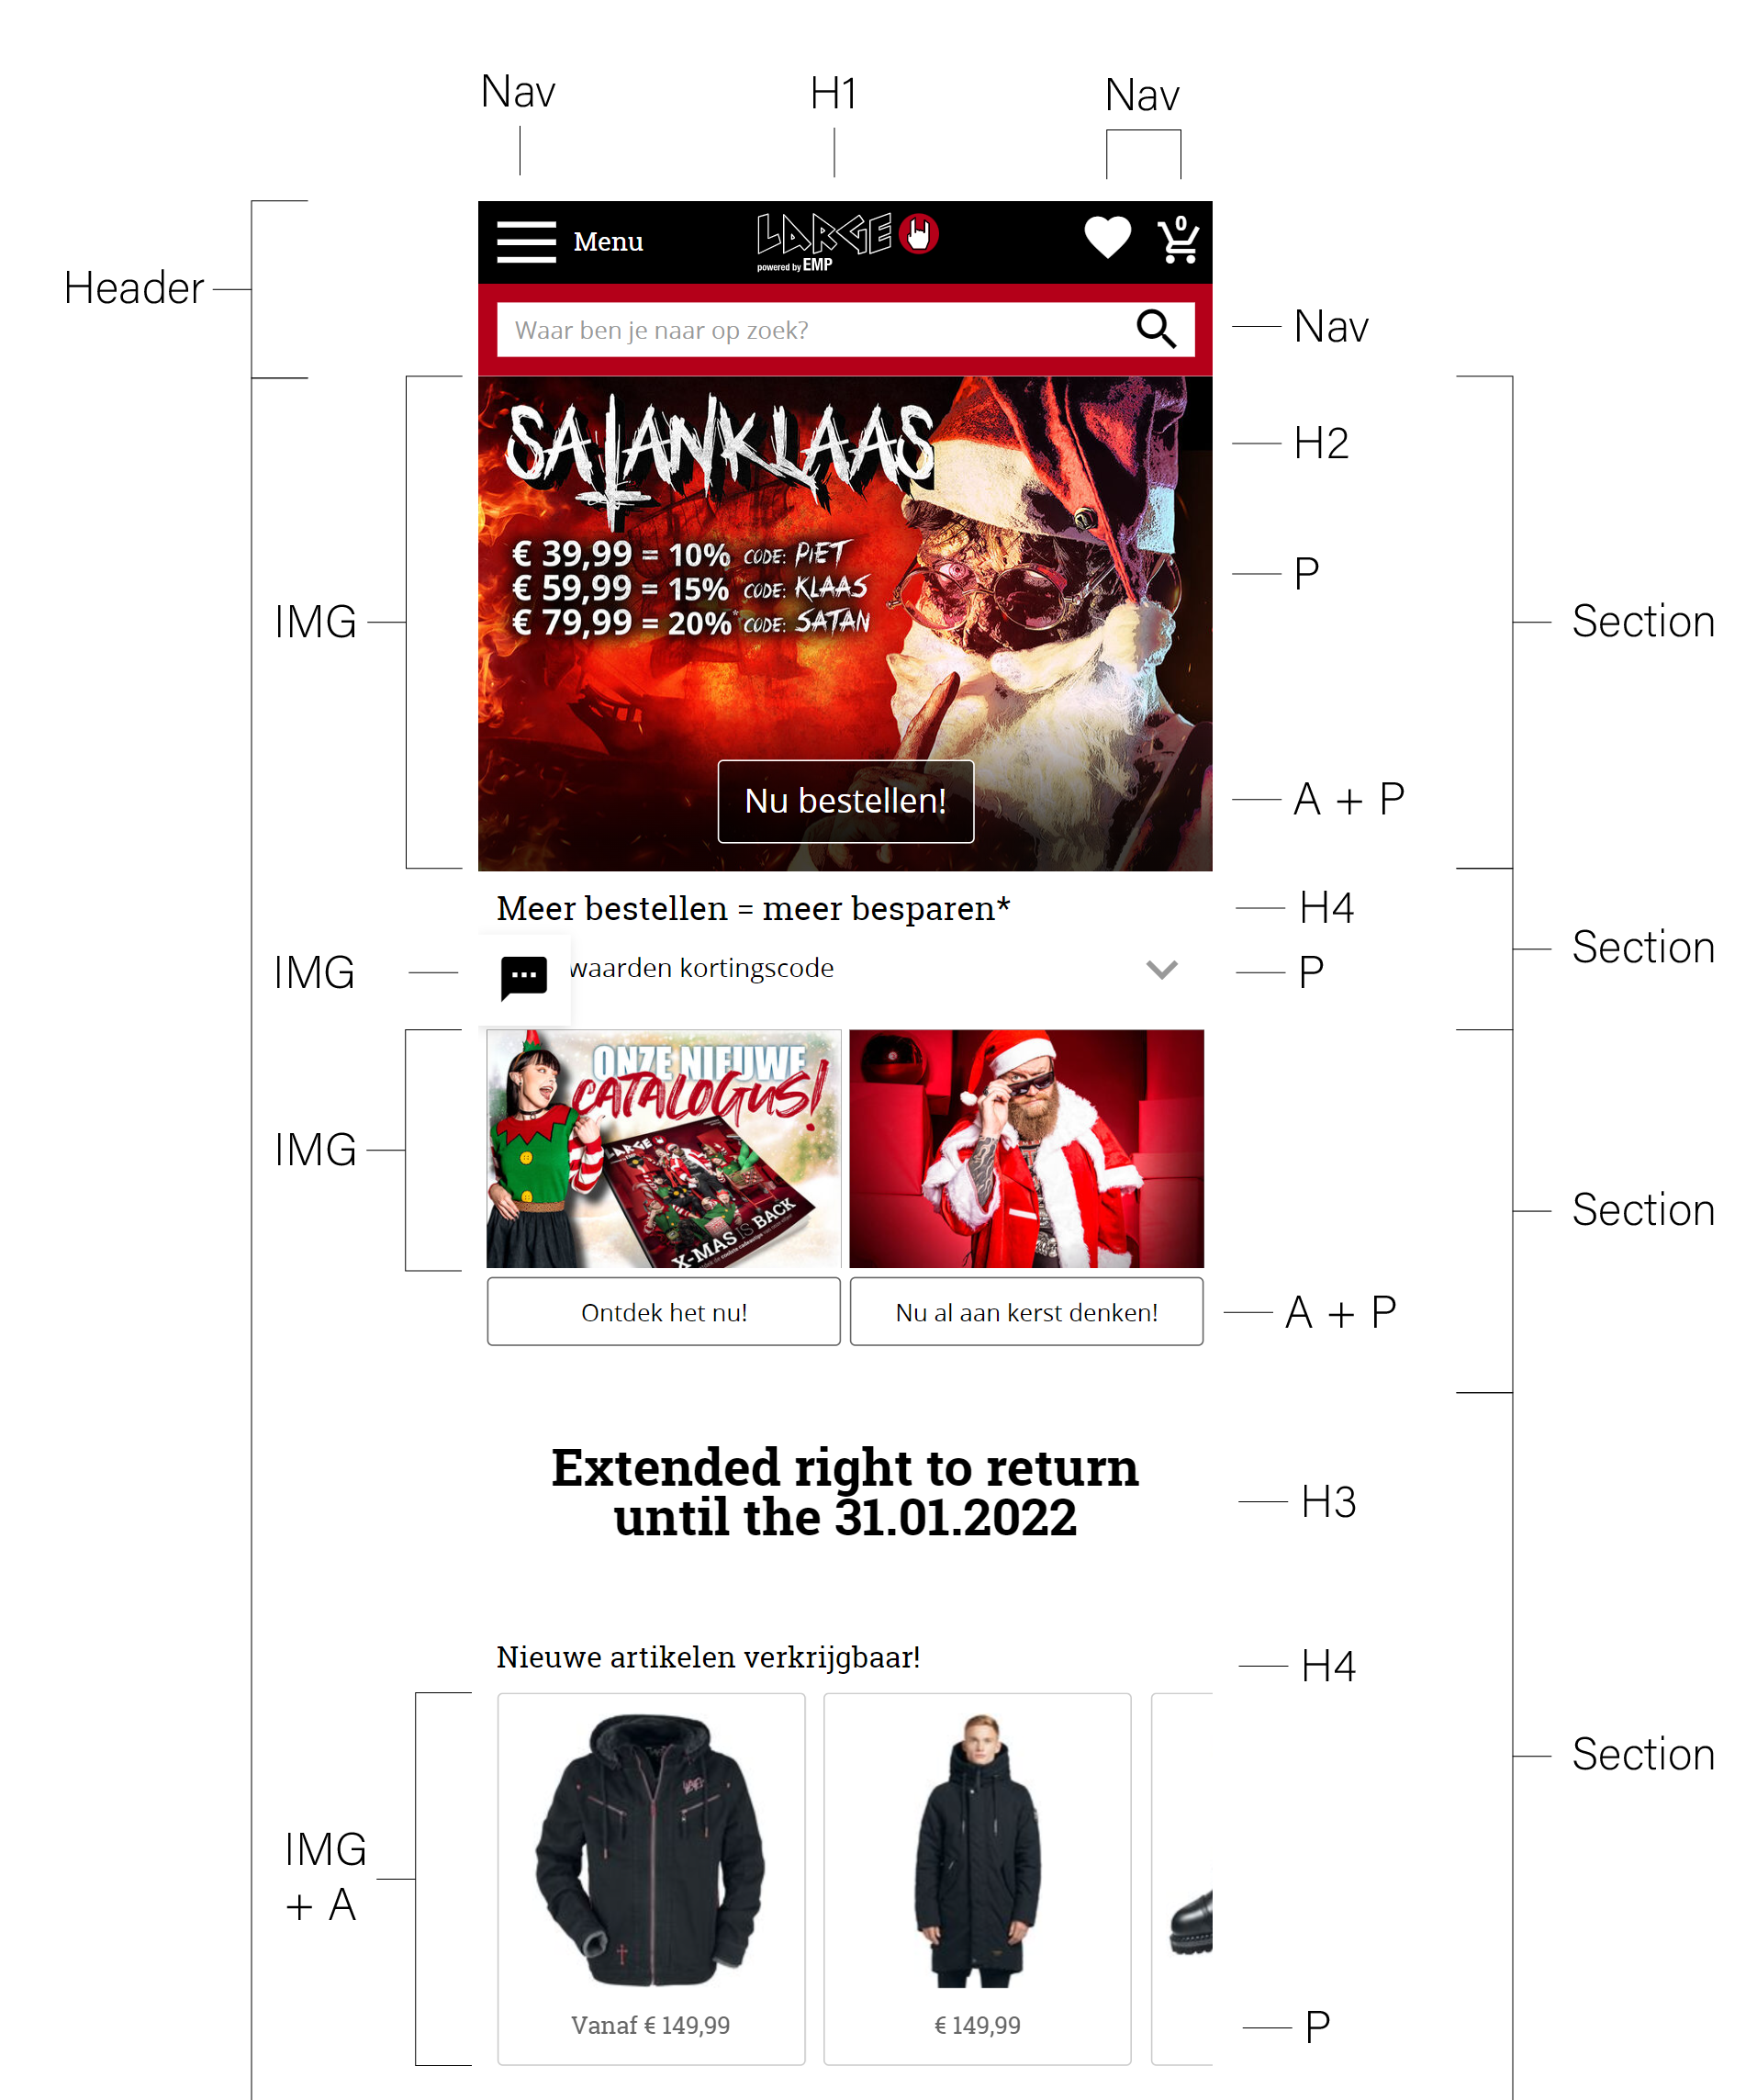 Nav H1 Nav
Header
Menu
LARGE
powered by EMP
0
Waar ben je naar op zoek?
Nav
SATANKLAAS
H2
€ 39,99 = 10% CODE: PIET
€ 59,99 = 15% CODE: KLAAS
€ 79,99 = 20%* CODE: SATAN
P
IMG
Section
Nu bestellen!
A + P
Meer bestellen = meer besparen*
H4
Section
IMG
waarden kortingscode
P
ONZE NIEUWE
CATALOGUS!
LARGE
X-MAS IS BACK
IMG
Section
Ontdek het nu!
Nu al aan kerst denken!
A + P
Extended right to return
until the 31.01.2022
H3
Nieuwe artikelen verkrijgbaar!
H4
Section
IMG
+ A
Vanaf € 149,99
€ 149,99
P